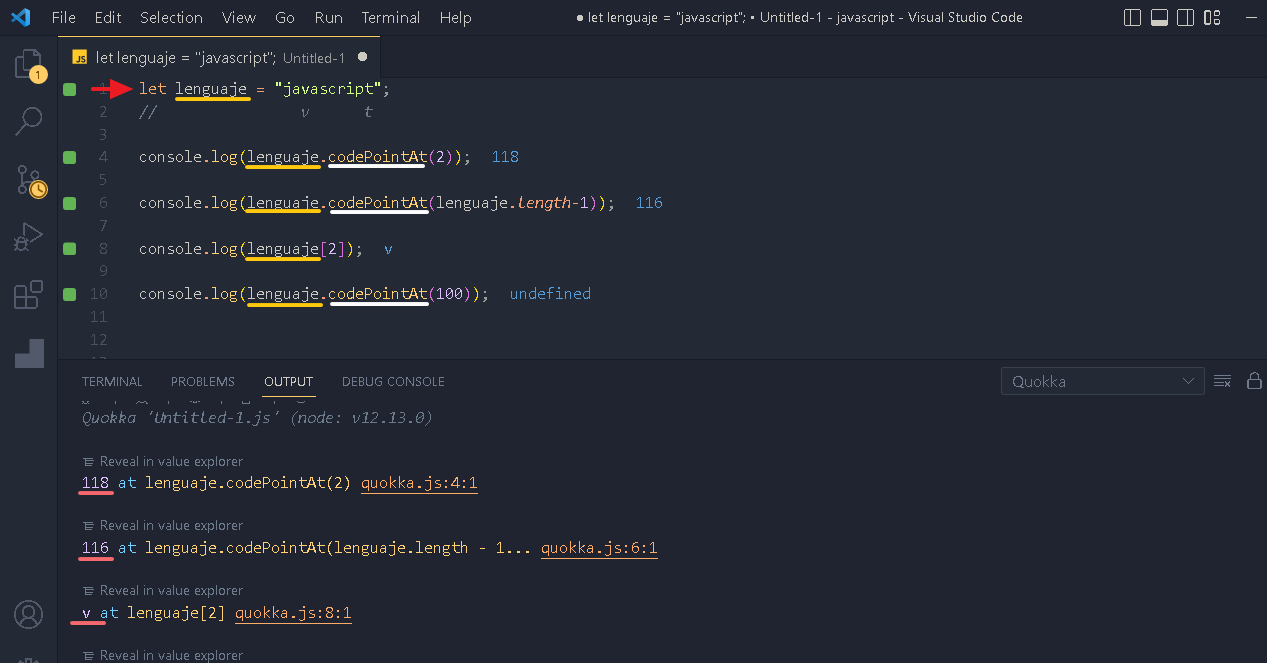 File Edit Selection View Go Run Terminal Help ● let lenguaje = "javascript"; • Untitled-1 - javascript - Visual Studio Code
JS let lenguaje = "javascript"; Untitled-1 ●
1
1 let lenguaje = "javascript";
2 // v t
3
4 console.log(lenguaje.codePointAt(2)); 118
5
6 console.log(lenguaje.codePointAt(lenguaje.length-1)); 116
7
8 console.log(lenguaje[2]); v
9
10 console.log(lenguaje.codePointAt(100)); undefined
11
12
TERMINAL PROBLEMS OUTPUT DEBUG CONSOLE Quokka
Quokka 'Untitled-1.js' (node: v12.13.0)
Reveal in value explorer
118 at lenguaje.codePointAt(2) quokka.js:4:1
Reveal in value explorer
116 at lenguaje.codePointAt(lenguaje.length - 1... quokka.js:6:1
Reveal in value explorer
v at lenguaje[2] quokka.js:8:1
Reveal in value explorer